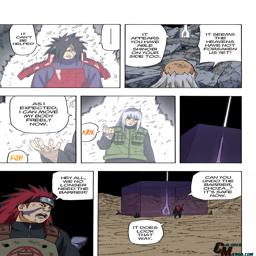 IT SEEMS
THE
HEAVENS
HAVE NOT
FORSAKEN
US YET!
IT
APPEARS
YOU HAVE
ABLE
SHINOBI
ON YOUR
SIDE TOO.
IT
CAN'T
BE
HELPED
...
AS I
EXPECTED,
I CAN MOVE
MY BODY
FREELY
NOW.
CAN YOU
UNDO THE
BARRIER,
CHOZA...?
IT'S SAFE
NOW.
HEY ALL,
WE NO
LONGER
NEED THE
BARRIER!
IT DOES
LOOK
THAT
WAY.